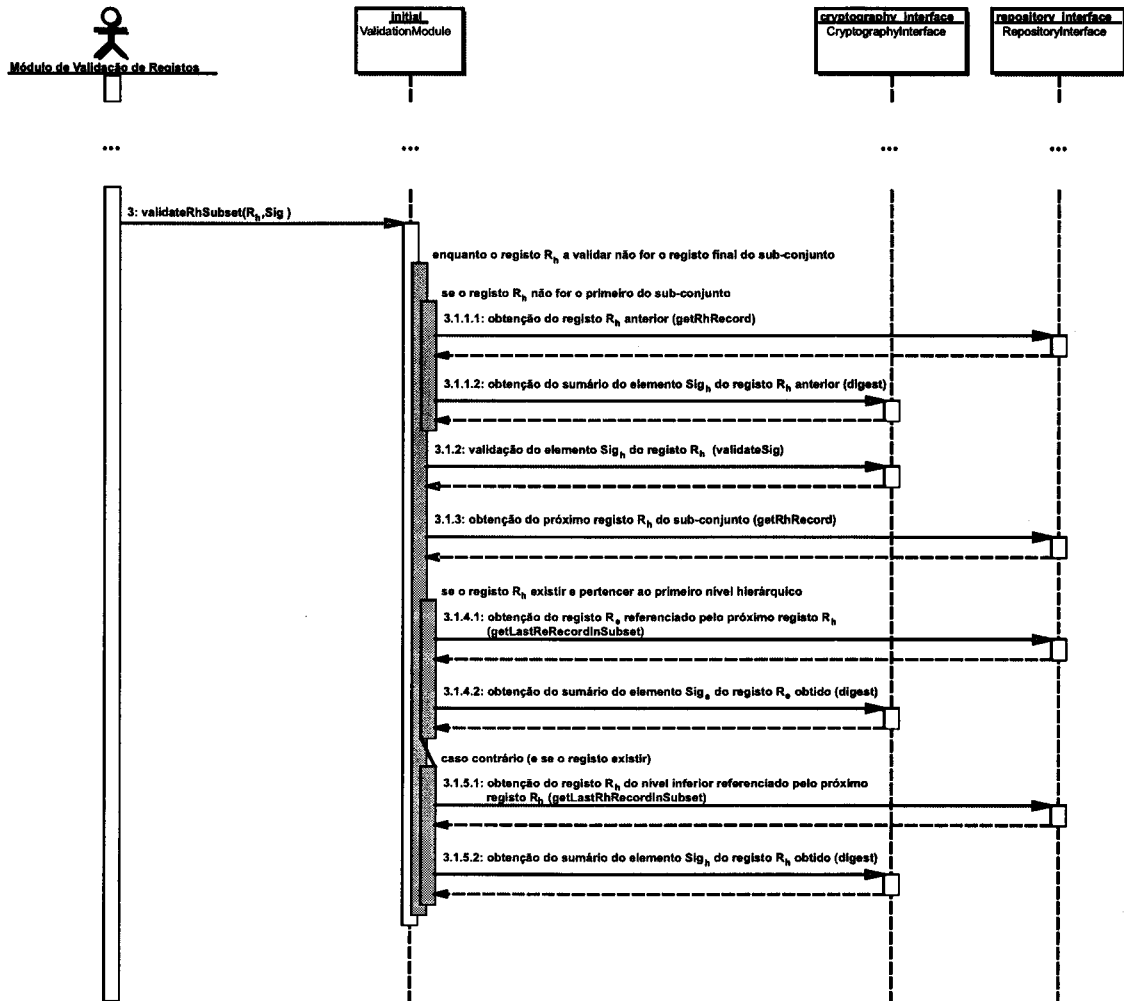 initial
ValidationModule
cryptography_interface
CryptographyInterface
repository_interface
RepositoryInterface
Módulo de Validação de Registos
... ... ... ...
3: validateRhSubset(Rh,Sig )
enquanto o registo Rh a validar não for o registo final do sub-conjunto
se o registo Rh não for o primeiro do sub-conjunto
3.1.1.1: obtenção do registo Rh anterior (getRhRecord)
3.1.1.2: obtenção do sumário do elemento Sigh do registo Rh anterior (digest)
3.1.2: validação do elemento Sigh do registo Rh (validateSig)
3.1.3: obtenção do próximo registo Rh do sub-conjunto (getRhRecord)
se o registo Rh existir e pertencer ao primeiro nível hierárquico
3.1.4.1: obtenção do registo Re referenciado pelo próximo registo Rh
(getLastReRecordInSubset)
3.1.4.2: obtenção do sumário do elemento Sige do registo Re obtido (digest)
caso contrário (e se o registo existir)
3.1.5.1: obtenção do registo Rh do nível inferior referenciado pelo próximo
registo Rh (getLastRhRecordInSubset)
3.1.5.2: obtenção do sumário do elemento Sigh do registo Rh obtido (digest)